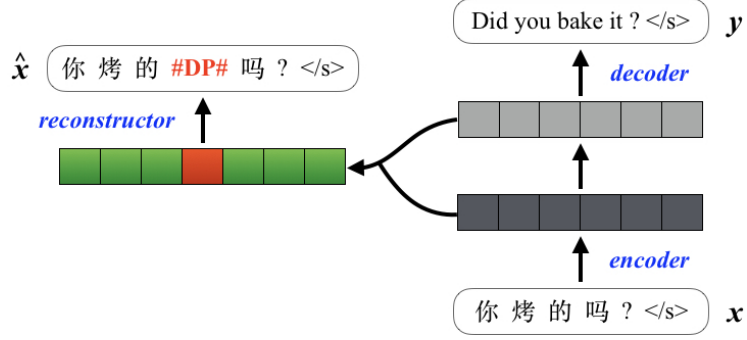 Did you bake it ? </s> y
x̂ 你 烤 的 #DP# 吗 ? </s>
decoder
reconstructor
encoder
你 烤 的 吗 ? </s> x